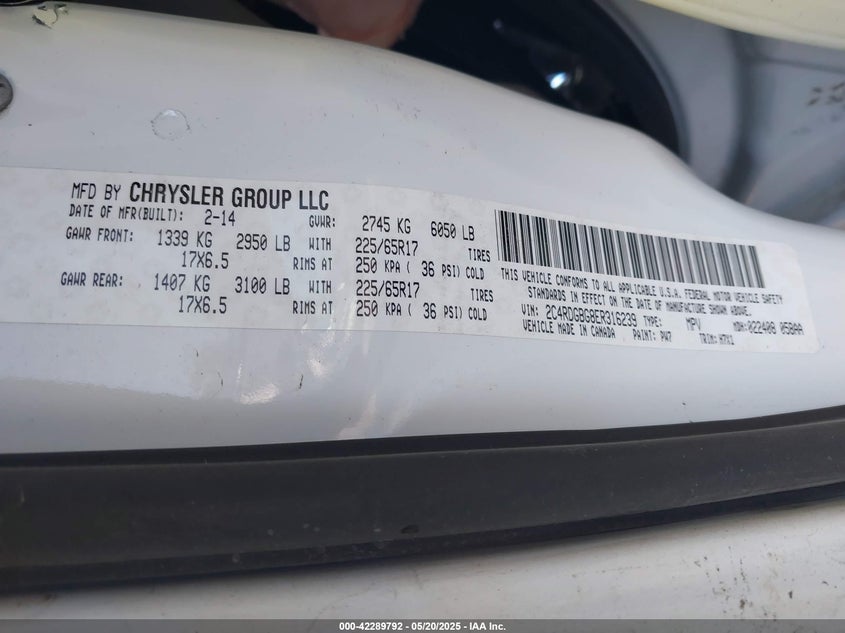 MFD BY CHRYSLER GROUP LLC
DATE OF MFR(BUILT): 2-14 GVWR: 2745 KG 6050 LB
GAWR FRONT: 1339 KG 2950 LB WITH 225/65R17 TIRES
17X6.5 RIMS AT 250 KPA ( 36 PSI) COLD
GAWR REAR: 1407 KG 3100 LB WITH 225/65R17 TIRES
17X6.5 RIMS AT 250 KPA ( 36 PSI) COLD
THIS VEHICLE CONFORMS TO ALL APPLICABLE U.S.A. FEDERAL MOTOR VEHICLE SAFETY
STANDARDS IN EFFECT ON THE DATE OF MANUFACTURE SHOWN ABOVE.
VIN: 2C4RDGBG8ER316239 TYPE: MPV MDH: 022408 058AA
VEHICLE MADE IN CANADA PAINT: PW7 TRIM:
000-42289792 — 05/20/2025 — IAA Inc.